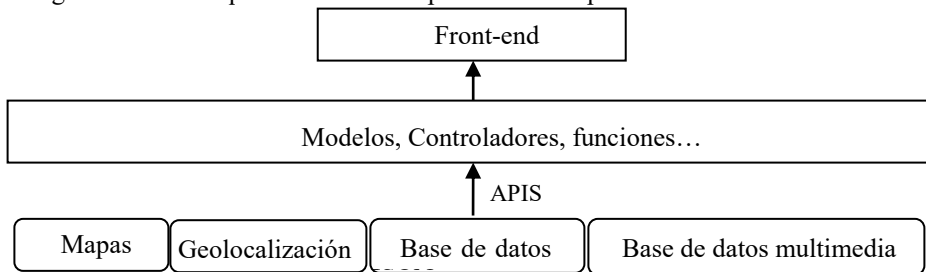 Front-end
Modelos, Controladores, funciones…
APIS
Mapas
Geolocalización
Base de datos
Base de datos multimedia